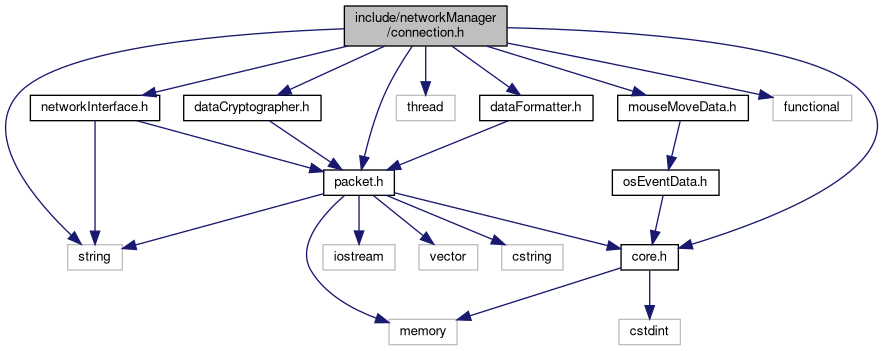 include/networkManager
/connection.h
networkInterface.h
dataCryptographer.h
thread
dataFormatter.h
mouseMoveData.h
functional
packet.h
osEventData.h
string
iostream
vector
cstring
core.h
memory
cstdint